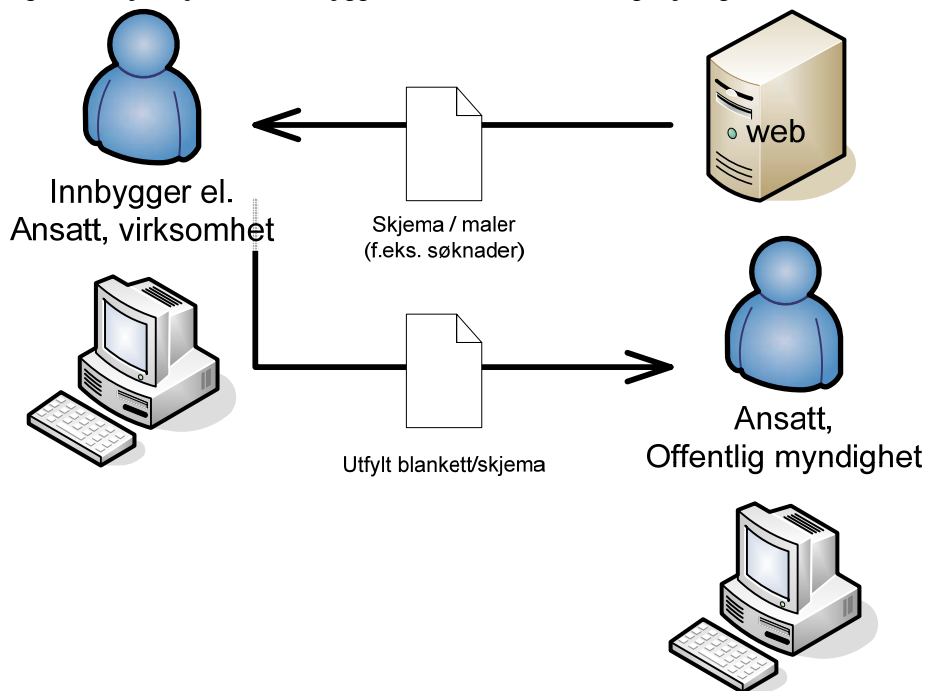 web
Innbygger el.
Ansatt, virksomhet
Skjema / maler
(f.eks. søknader)
Ansatt,
Offentlig myndighet
Utfylt blankett/skjema